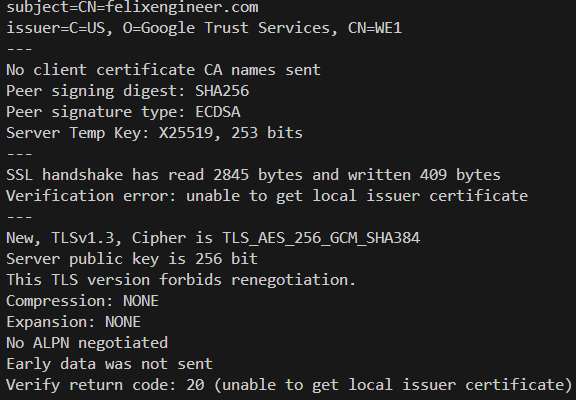 subject=CN=felixengineer.com
issuer=C=US, O=Google Trust Services, CN=WE1
---
No client certificate CA names sent
Peer signing digest: SHA256
Peer signature type: ECDSA
Server Temp Key: X25519, 253 bits
---
SSL handshake has read 2845 bytes and written 409 bytes
Verification error: unable to get local issuer certificate
---
New, TLSv1.3, Cipher is TLS_AES_256_GCM_SHA384
Server public key is 256 bit
This TLS version forbids renegotiation.
Compression: NONE
Expansion: NONE
No ALPN negotiated
Early data was not sent
Verify return code: 20 (unable to get local issuer certificate)